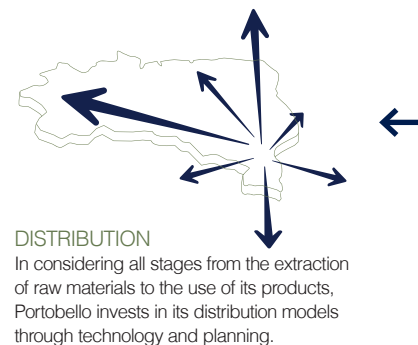 DISTRIBUTION
In considering all stages from the extraction
of raw materials to the use of its products,
Portobello invests in its distribution models
through technology and planning.